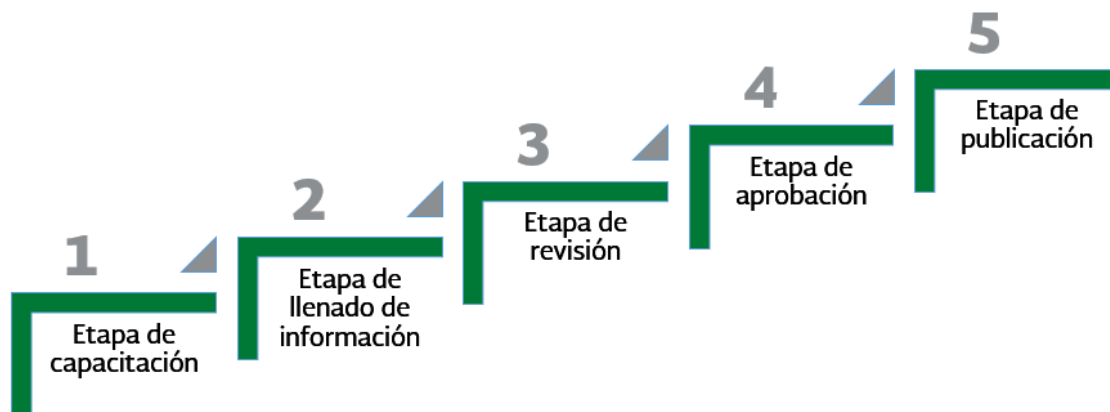 1
Etapa de
capacitación
2
Etapa de
llenado de
información
3
Etapa de
revisión
4
Etapa de
aprobación
5
Etapa de
publicación